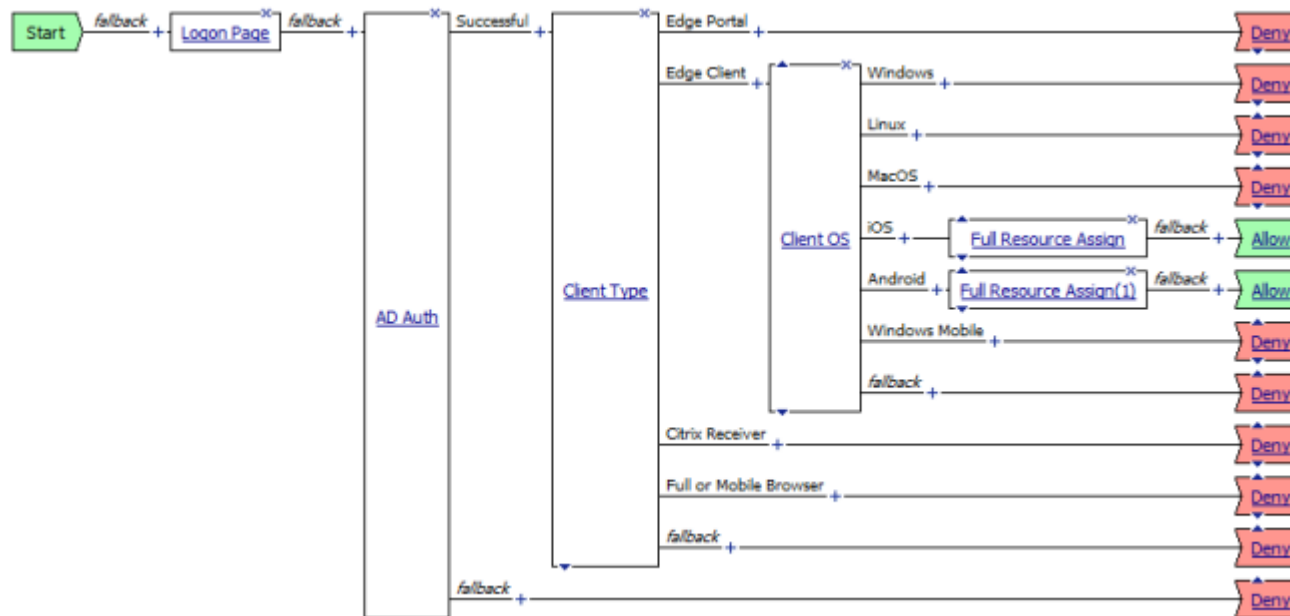 Start fallback Logon Page fallback Successful Edge Portal Deny
Edge Client Windows Deny
Linux Deny
MacOS Deny
Client OS iOS Full Resource Assign fallback Allow
Client Type Android Full Resource Assign(1) fallback Allow
AD Auth
Windows Mobile Deny
fallback Deny
Citrix Receiver Deny
Full or Mobile Browser Deny
fallback Deny
fallback Deny